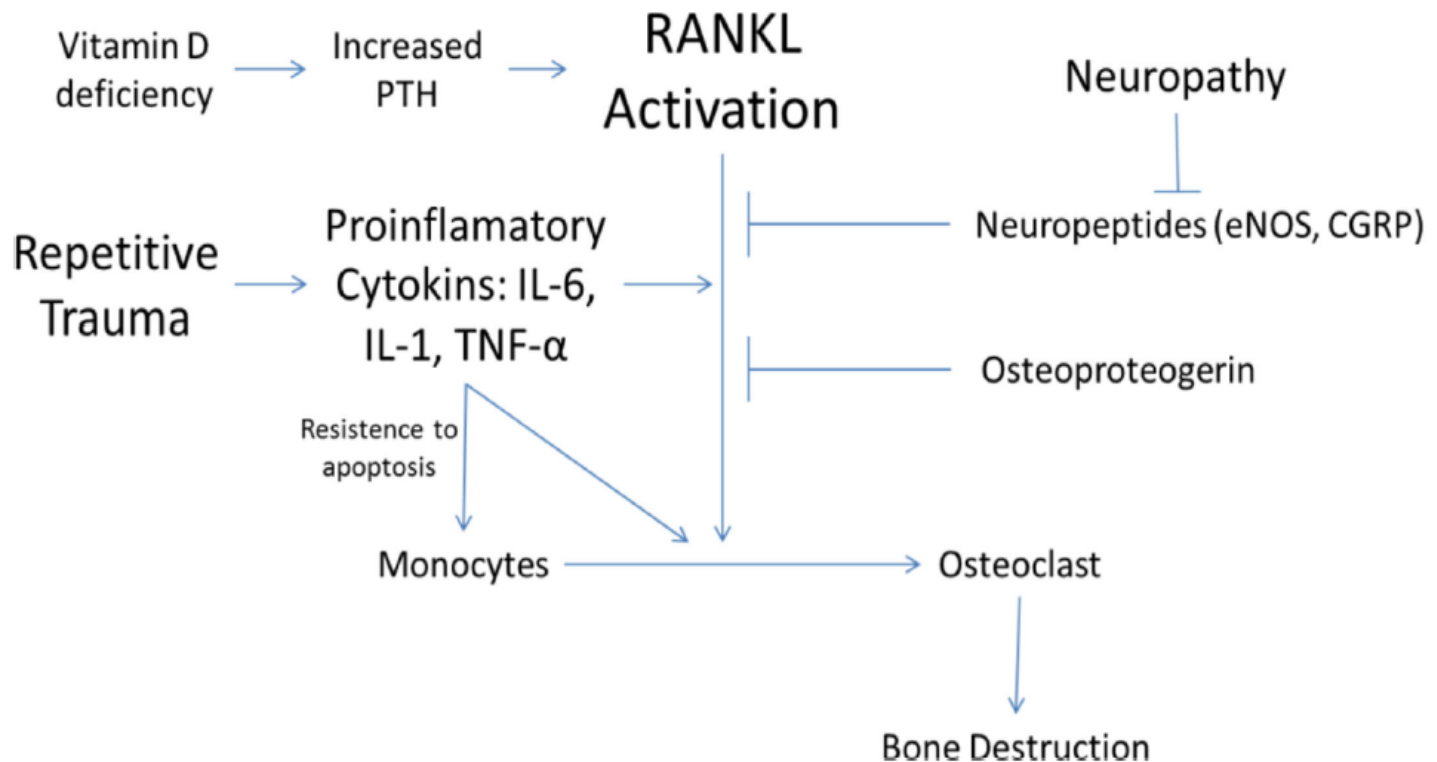 Vitamin D
deficiency
Increased
PTH
RANKL
Activation
Neuropathy
Repetitive
Trauma
Proinflamatory
Cytokins: IL-6,
IL-1, TNF-α
Neuropeptides (eNOS, CGRP)
Osteoproteogerin
Resistence to
apoptosis
Monocytes
Osteoclast
Bone Destruction